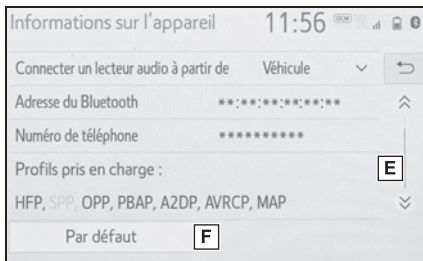 Informations sur l'appareil 11:56 DCM
Connecter un lecteur audio à partir de Véhicule
Adresse du Bluetooth **:**:**:**:**:**
Numéro de téléphone **********
Profils pris en charge :
E
HFP, SPP, OPP, PBAP, A2DP, AVRCP, MAP
Par défaut F